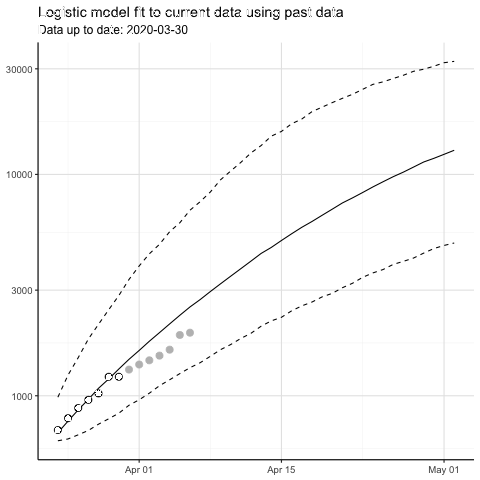 Logistic model fit to current data using past data
Data up to date: 2020-03-30
30000
10000
3000
1000
Apr 01
Apr 15
May 01